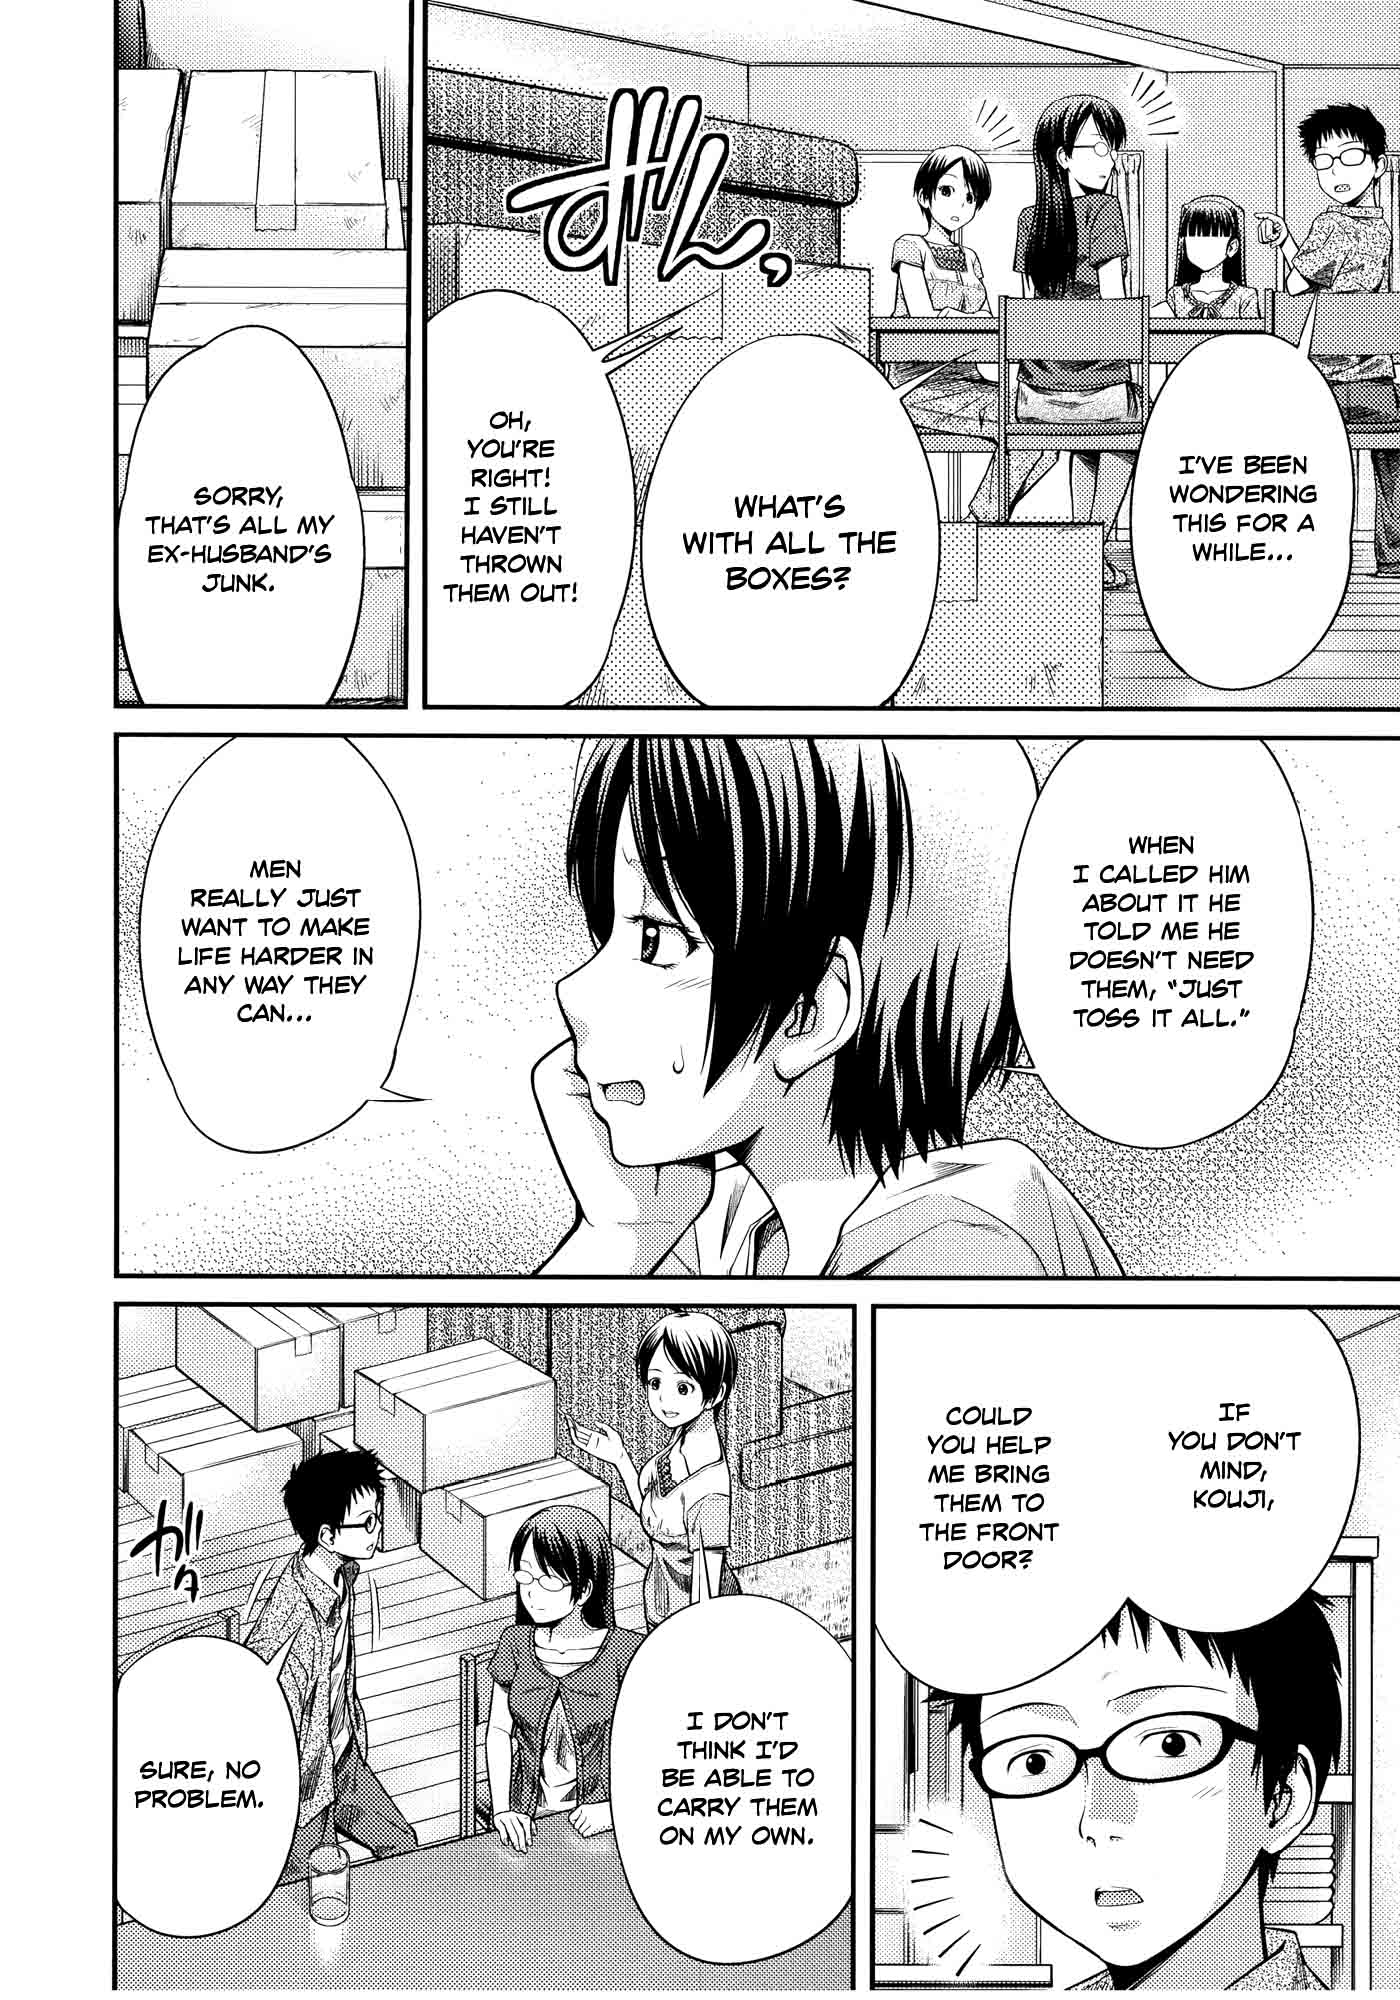 I'VE BEEN
WONDERING
THIS FOR A
WHILE...
WHAT'S
WITH ALL THE
BOXES?
どん,
OH,
YOU'RE
RIGHT!
I STILL
HAVEN'T
THROWN
THEM OUT!
SORRY,
THAT'S ALL MY
EX-HUSBAND'S
JUNK.
WHEN
I CALLED HIM
ABOUT IT HE
TOLD ME HE
DOESN'T NEED
THEM, "JUST
TOSS IT ALL."
MEN
REALLY JUST
WANT TO MAKE
LIFE HARDER IN
ANY WAY THEY
CAN...
IF
YOU DON'T
MIND,
KOUJI,
COULD
YOU HELP
ME BRING
THEM TO
THE FRONT
DOOR?
I DON'T
THINK I'D
BE ABLE TO
CARRY THEM
ON MY OWN.
ガタ
SURE, NO
PROBLEM.